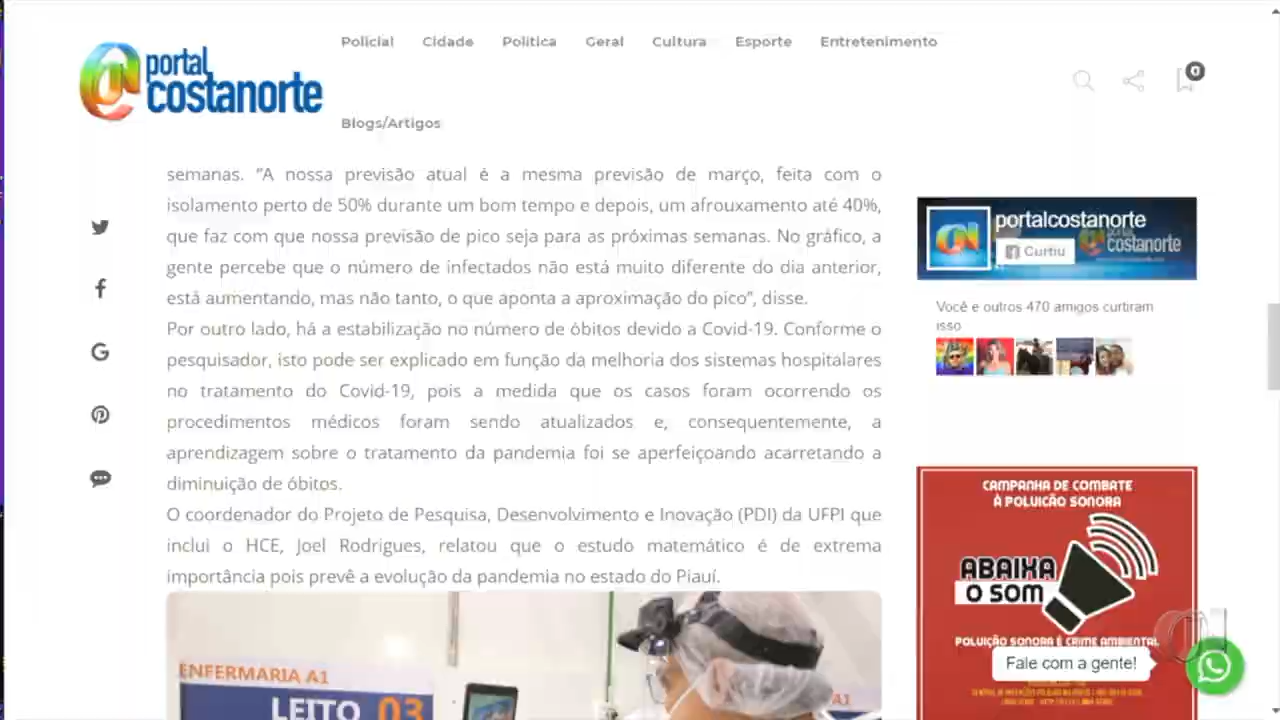 Policial Cidade Política Geral Cultura Esporte Entretenimento
portal
costanorte
0
Blogs/Artigos
semanas. “A nossa previsão atual é a mesma previsão de março, feita com o
isolamento perto de 50% durante um bom tempo e depois, um afrouxamento até 40%,
que faz com que nossa previsão de pico seja para as próximas semanas. No gráfico, a
gente percebe que o número de infectados não está muito diferente do dia anterior,
está aumentando, mas não tanto, o que aponta a aproximação do pico”, disse.
Por outro lado, há a estabilização no número de óbitos devido a Covid-19. Conforme o
pesquisador, isto pode ser explicado em função da melhoria dos sistemas hospitalares
no tratamento do Covid-19, pois a medida que os casos foram ocorrendo os
procedimentos médicos foram sendo atualizados e, consequentemente, a
aprendizagem sobre o tratamento da pandemia foi se aperfeiçoando acarretando a
diminuição de óbitos.
O coordenador do Projeto de Pesquisa, Desenvolvimento e Inovação (PDI) da UFPI que
inclui o HCE, Joel Rodrigues, relatou que o estudo matemático é de extrema
importância pois prevê a evolução da pandemia no estado do Piauí.
ENFERMARIA A1
LEITO 03
A1
portalcostanorte
Curtiu
portal
costanorte
Você e outros 470 amigos curtiram
isso
CAMPANHA DE COMBATE
À POLUIÇÃO SONORA
ABAIXA
O SOM
POLUIÇÃO SONORA É CRIME AMBIENTAL
Fale com a gente!